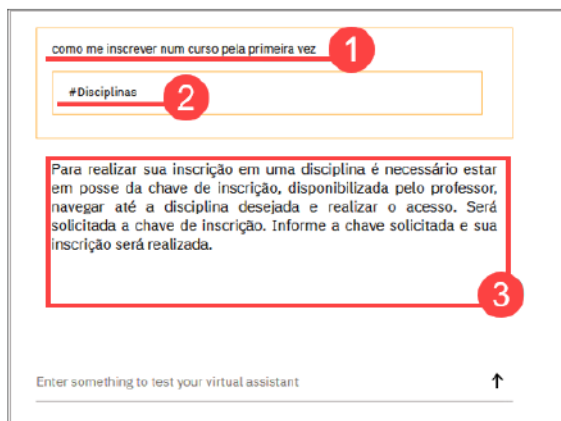 como me inscrever num curso pela primeira vez
1
#Disciplinas
2
Para realizar sua inscrição em uma disciplina é necessário estar
em posse da chave de inscrição, disponibilizada pelo professor,
navegar até a disciplina desejada e realizar o acesso. Será
solicitada a chave de inscrição. Informe a chave solicitada e sua
inscrição será realizada.
3
Enter something to test your virtual assistant